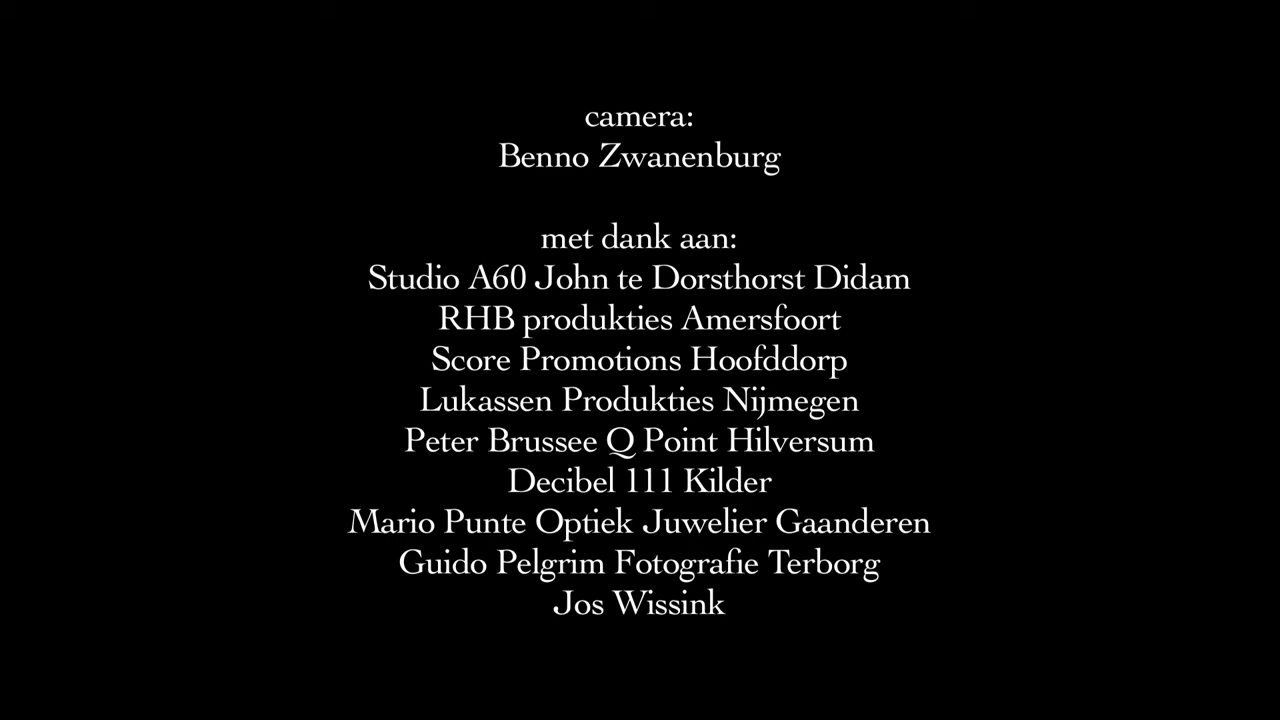 camera:
Benno Zwanenburg
met dank aan:
Studio A60 John te Dorsthorst Didam
RHB produkties Amersfoort
Score Promotions Hoofddorp
Lukassen Produkties Nijmegen
Peter Brussee Q Point Hilversum
Decibel 111 Kilder
Mario Punte Optiek Juwelier Gaanderen
Guido Pelgrim Fotografie Terborg
Jos Wissink